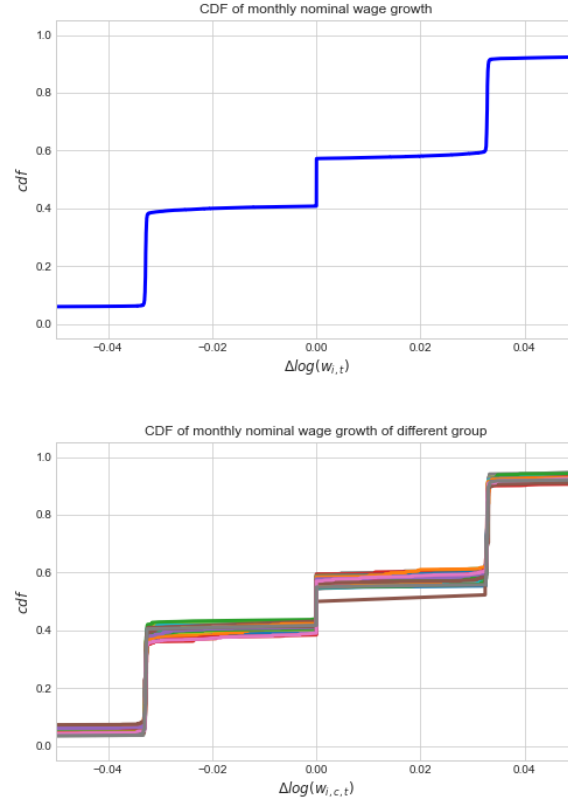 CDF of monthly nominal wage growth
1.0
0.8
0.6
0.4
0.2
0.0
cdf
−0.04 −0.02 0.00 0.02 0.04
Δlog(w_{i,t})
CDF of monthly nominal wage growth of different group
1.0
0.8
0.6
0.4
0.2
0.0
cdf
−0.04 −0.02 0.00 0.02 0.04
Δlog(w_{i,c,t})